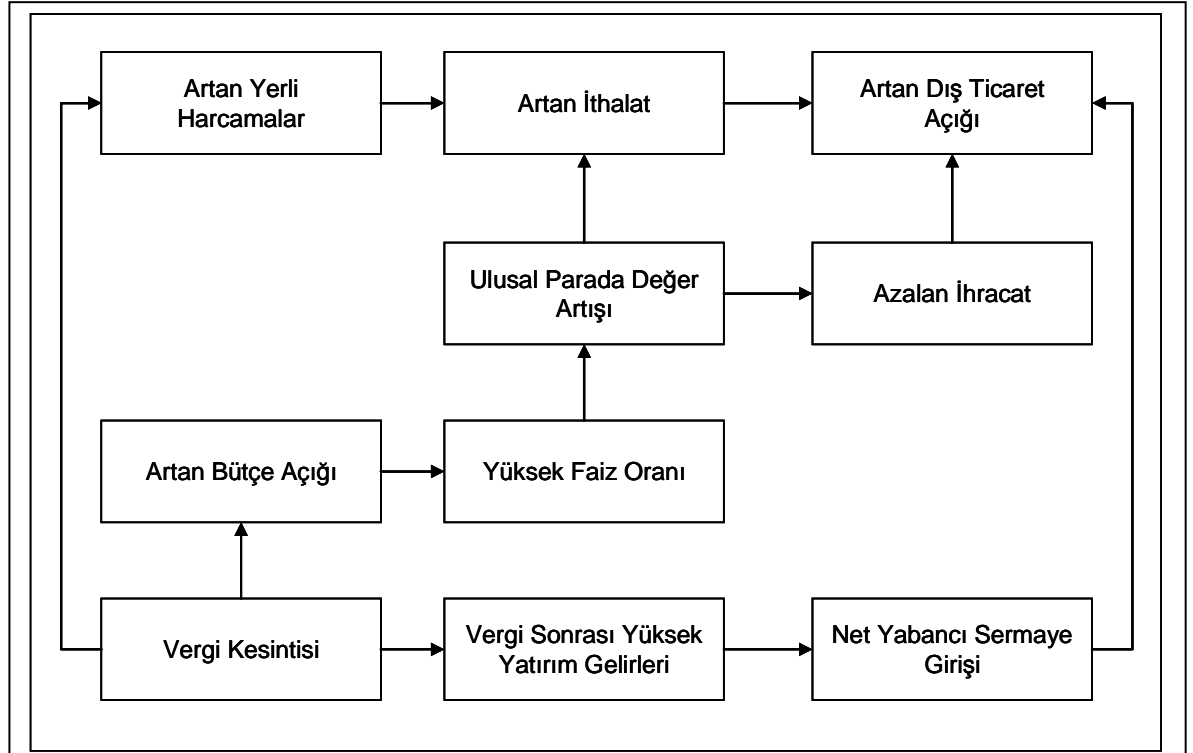 Artan Yerli
Harcamalar
Artan İthalat
Artan Dış Ticaret
Açığı
Ulusal Parada Değer
Artışı
Azalan İhracat
Artan Bütçe Açığı
Yüksek Faiz Oranı
Vergi Kesintisi
Vergi Sonrası Yüksek
Yatırım Gelirleri
Net Yabancı Sermaye
Girişi